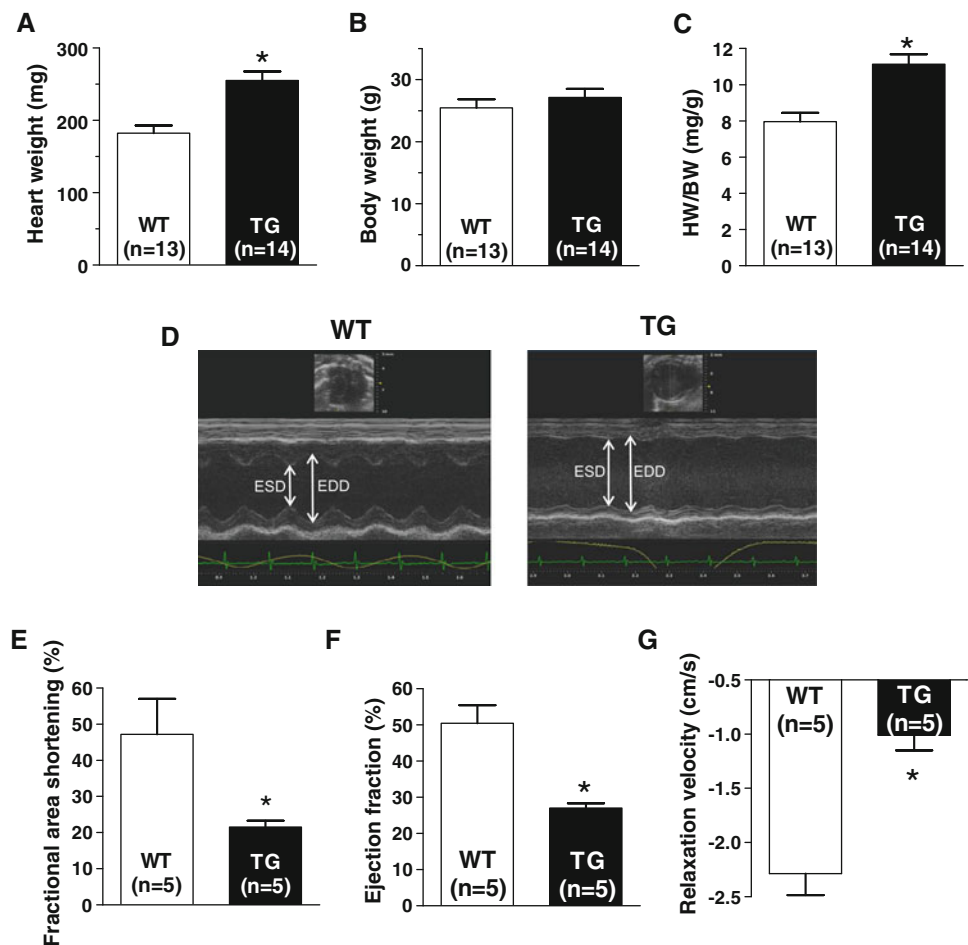 A
Heart weight (mg)
300
200
100
0
WT
(n=13)
*
TG
(n=14)
B
Body weight (g)
30
20
10
0
WT
(n=13)
TG
(n=14)
C
HW/BW (mg/g)
12
10
8
6
4
2
0
WT
(n=13)
*
TG
(n=14)
D
WT
ESD
EDD
TG
ESD
EDD
E
Fractional area shortening (%)
60
50
40
30
20
10
0
WT
(n=5)
*
TG
(n=5)
F
Ejection fraction (%)
60
50
40
30
20
10
0
WT
(n=5)
*
TG
(n=5)
G
Relaxation velocity (cm/s)
-0.5
-1.0
-1.5
-2.0
-2.5
WT
(n=5)
TG
(n=5)
*